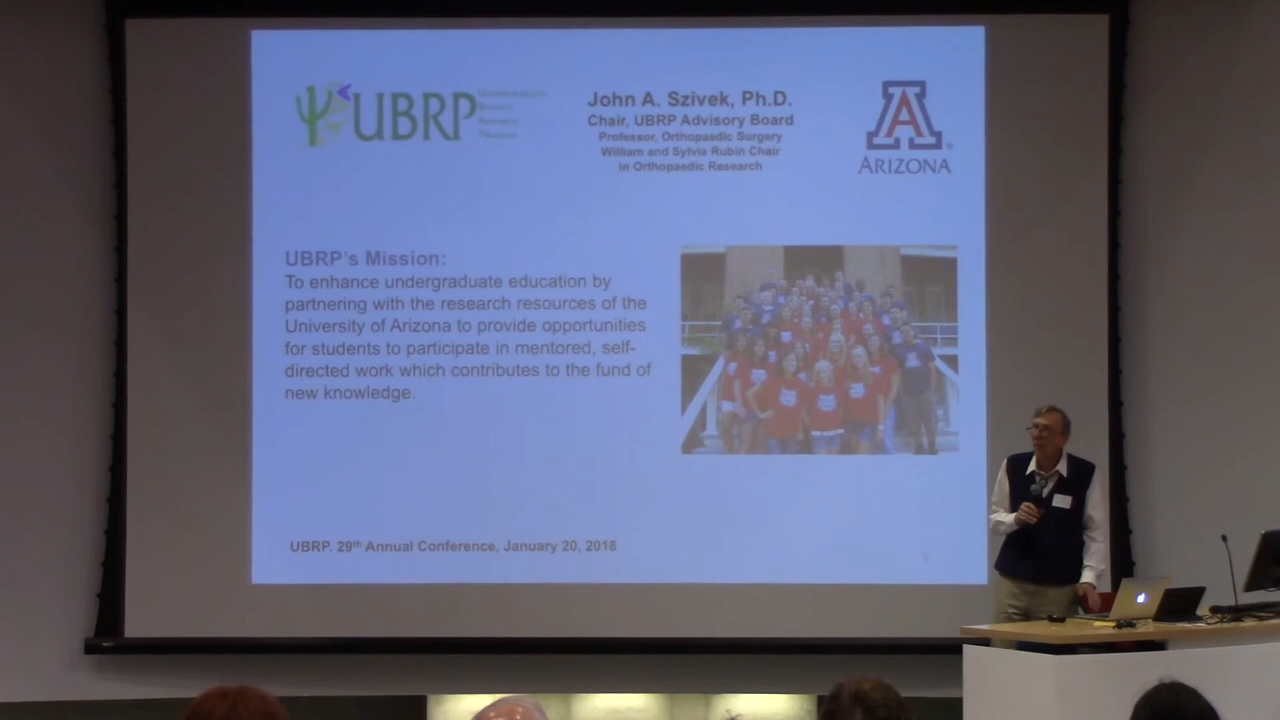 UBRP
John A. Szivek, Ph.D.
Chair, UBRP Advisory Board
Professor, Orthopaedic Surgery
William and Sylvia Rubin Chair
in Orthopaedic Research
A
ARIZONA
UBRP's Mission:
To enhance undergraduate education by
partnering with the research resources of the
University of Arizona to provide opportunities
for students to participate in mentored, self-
directed work which contributes to the fund of
new knowledge.
UBRP. 29th Annual Conference, January 20, 2018